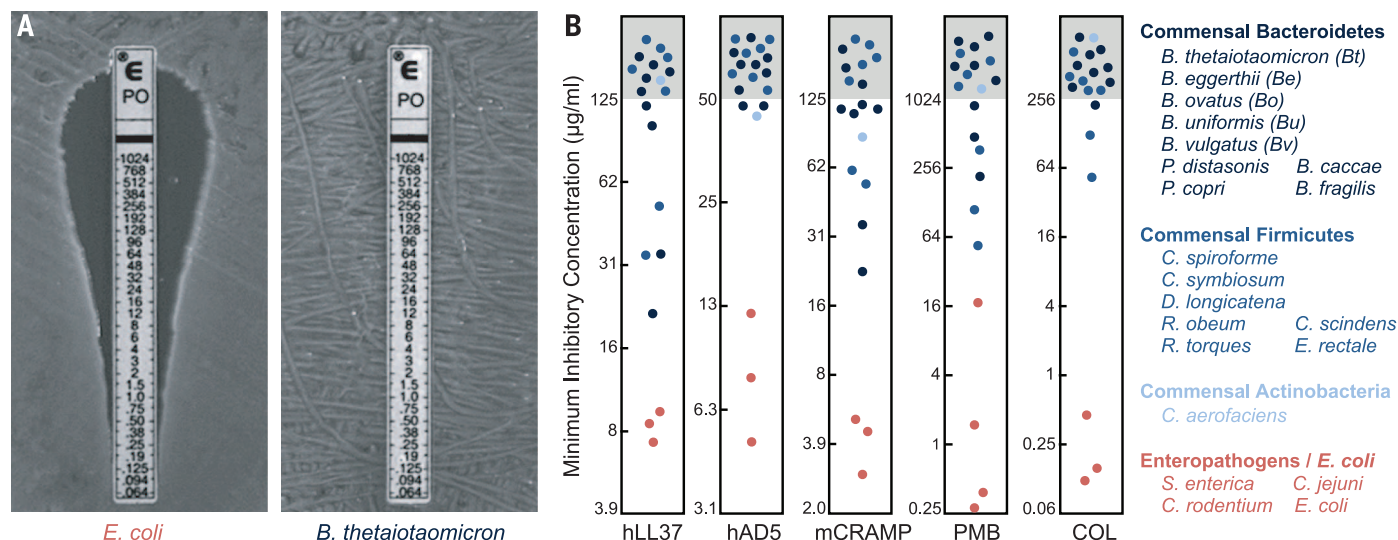 A
ⓔ
PO
1024
768
512
384
256
192
128
96
64
48
32
24
16
12
8
6
4
3
2
1.5
1.0
.75
.50
.38
.25
.19
.125
.094
.064
E. coli
PO
1024
768
512
384
256
192
128
96
64
48
32
24
16
12
8
6
4
3
2
1.5
1.0
.75
.50
.38
.25
.19
.125
.094
.064
B. thetaiotaomicron
B
Minimum Inhibitory Concentration (μg/ml)
125
62
31
16
8
3.9
hLL37
50
25
13
6.3
3.1
hAD5
125
62
31
16
8
3.9
2.0
mCRAMP
1024
256
64
16
4
1
0.25
PMB
256
64
16
4
1
0.25
0.06
COL
Commensal Bacteroidetes
B. thetaiotaomicron (Bt)
B. eggerthii (Be)
B. ovatus (Bo)
B. uniformis (Bu)
B. vulgatus (Bv)
P. distasonis B. caccae
P. copri B. fragilis
Commensal Firmicutes
C. spiroforme
C. symbiosum
D. longicatena
R. obeum C. scindens
R. torques E. rectale
Commensal Actinobacteria
C. aerofaciens
Enteropathogens / E. coli
S. enterica C. jejuni
C. rodentium E. coli